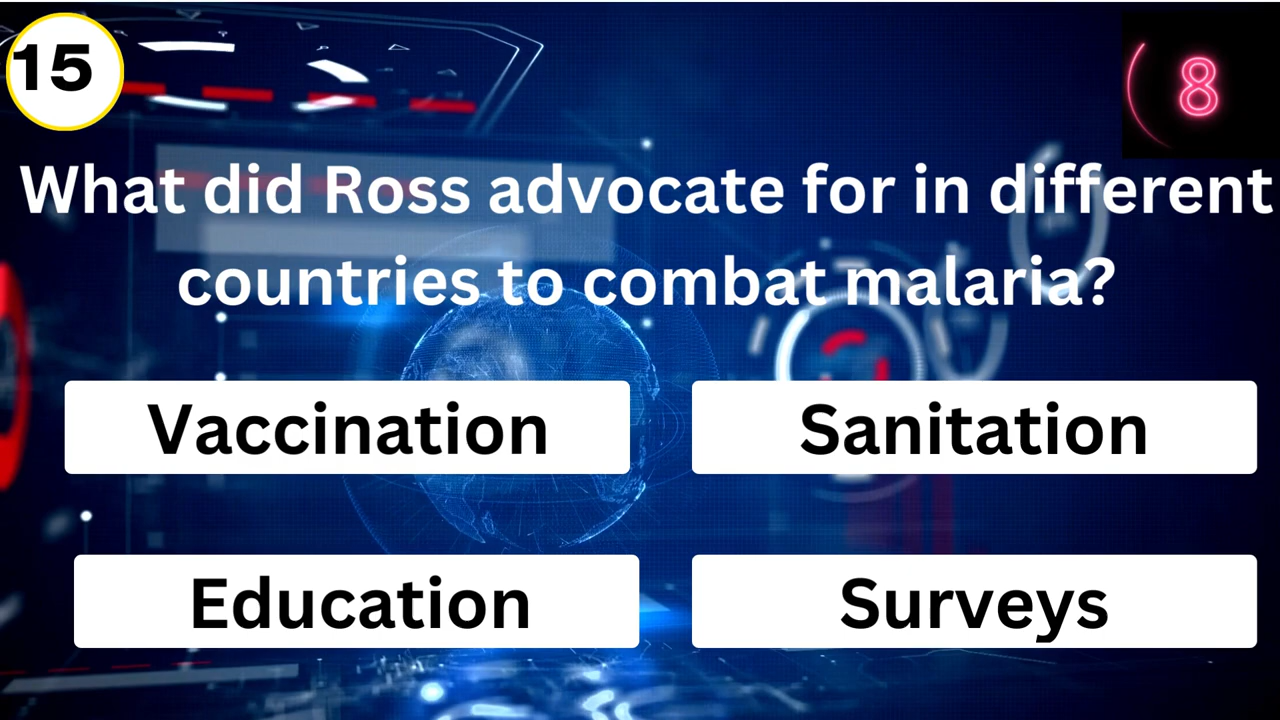 15
8
What did Ross advocate for in different
countries to combat malaria?
Vaccination
Sanitation
Education
Surveys